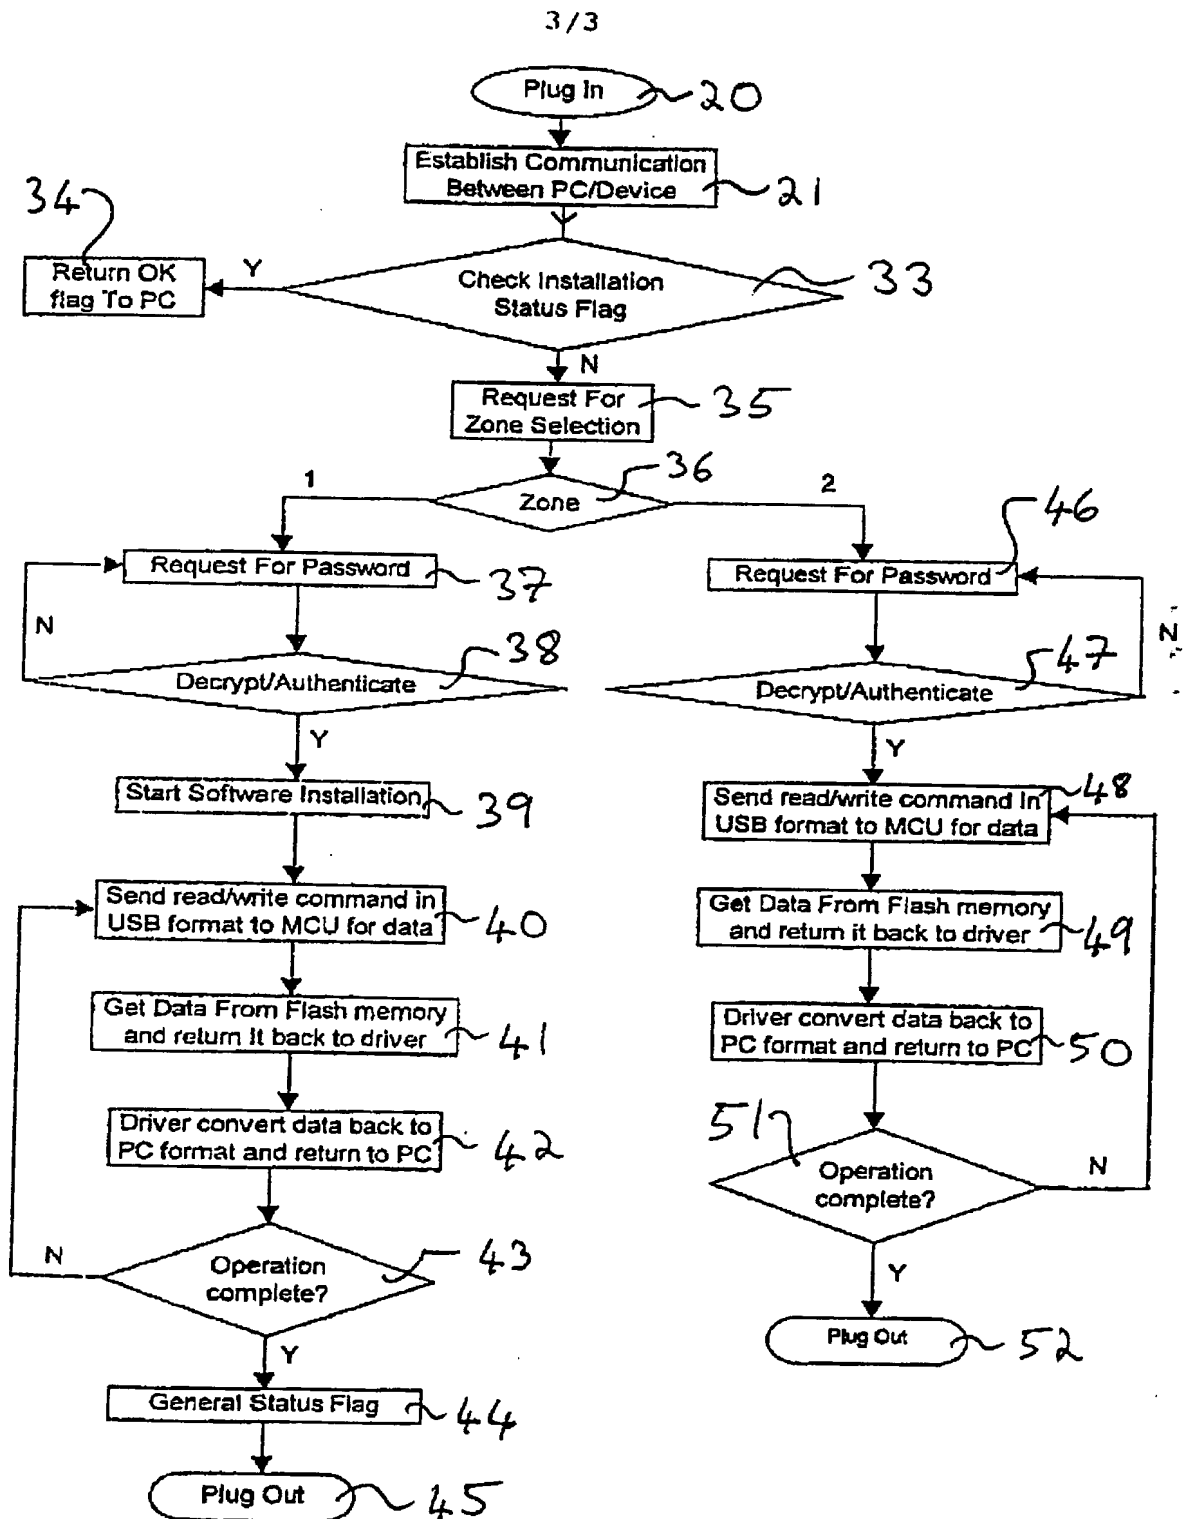 3/3
Plug In
20
Establish Communication
Between PC/Device
21
34
Return OK
flag To PC
Y
Check Installation
Status Flag
33
N
Request For
Zone Selection
35
1
Zone
36
2
Request For Password
37
46
Request For Password
N
Decrypt/Authenticate
38
Decrypt/Authenticate
47
N
Y
Y
Start Software Installation
39
Send read/write command in
USB format to MCU for data
48
Send read/write command in
USB format to MCU for data
40
Get Data From Flash memory
and return it back to driver
49
Get Data From Flash memory
and return it back to driver
41
Driver convert data back to
PC format and return to PC
50
Driver convert data back to
PC format and return to PC
42
51
Operation
complete?
N
N
Operation
complete?
43
Y
Plug Out
52
Y
General Status Flag
44
Plug Out
45